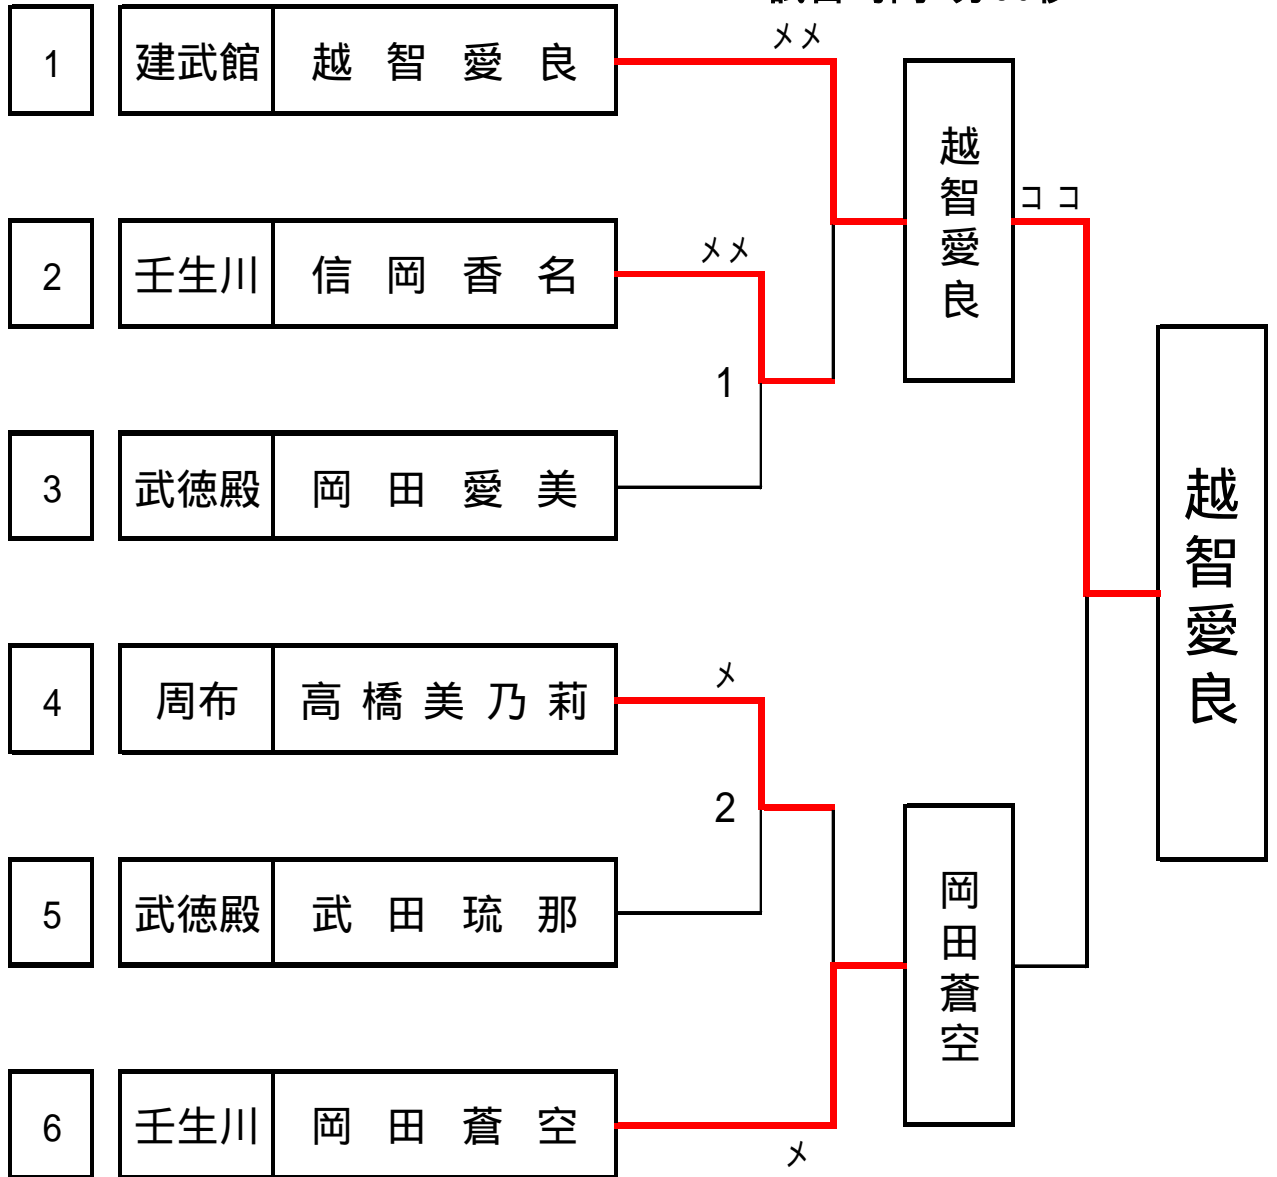 メメ
1 建武館 越智愛良
越智愛良
ココ
メメ
2 壬生川 信岡香名
1
3 武徳殿 岡田愛美
越智愛良
メ
4 周布 高橋美乃莉
2
5 武徳殿 武田琉那
岡田蒼空
6 壬生川 岡田蒼空
メ